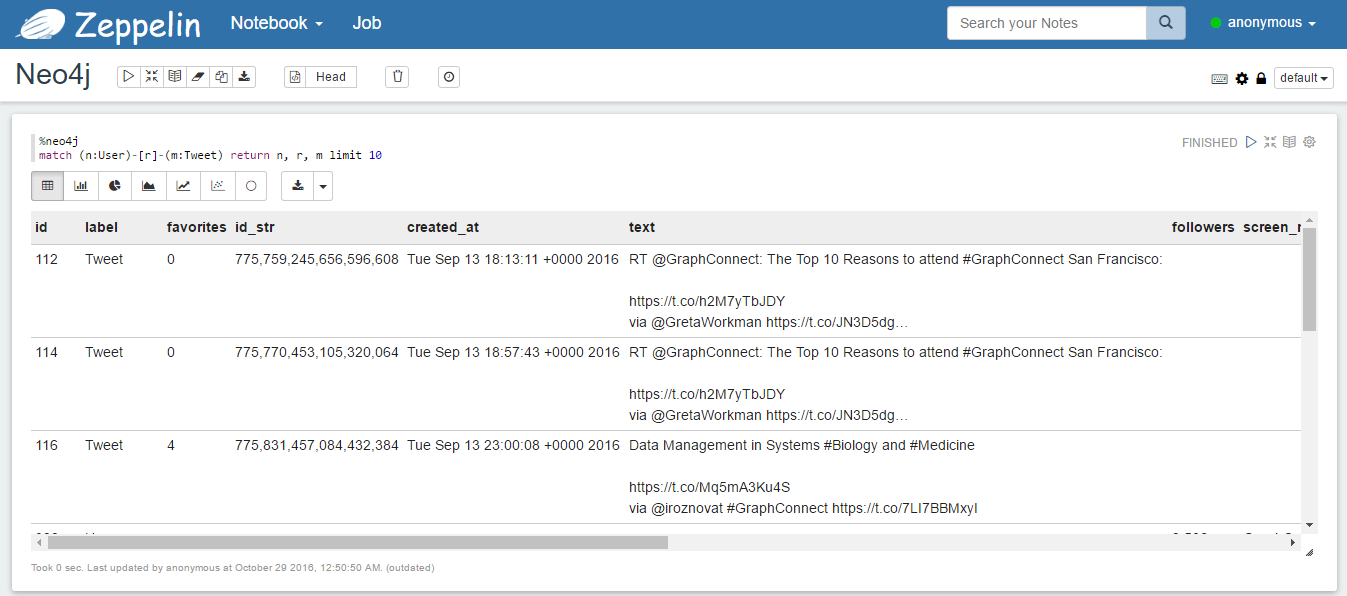 Zeppelin Notebook Job Search your Notes anonymous
Neo4j Head default
%neo4j FINISHED
match (n:User)-[r]-(m:Tweet) return n, r, m limit 10
id label favorites id_str created_at text followers
112 Tweet 0 775,759,245,656,596,608 Tue Sep 13 18:13:11 +0000 2016 RT @GraphConnect: The Top 10 Reasons to attend #GraphConnect San Francisco:
https://t.co/h2M7yTbJDY
via @GretaWorkman https://t.co/JN3D5dg…
114 Tweet 0 775,770,453,105,320,064 Tue Sep 13 18:57:43 +0000 2016 RT @GraphConnect: The Top 10 Reasons to attend #GraphConnect San Francisco:
https://t.co/h2M7yTbJDY
via @GretaWorkman https://t.co/JN3D5dg…
116 Tweet 4 775,831,457,084,432,384 Tue Sep 13 23:00:08 +0000 2016 Data Management in Systems #Biology and #Medicine
https://t.co/Mq5mA3Ku4S
via @iroznovat #GraphConnect https://t.co/7LI7BBMxyI
Took 0 sec. Last updated by anonymous at October 29 2016, 12:50:50 AM. (outdated)